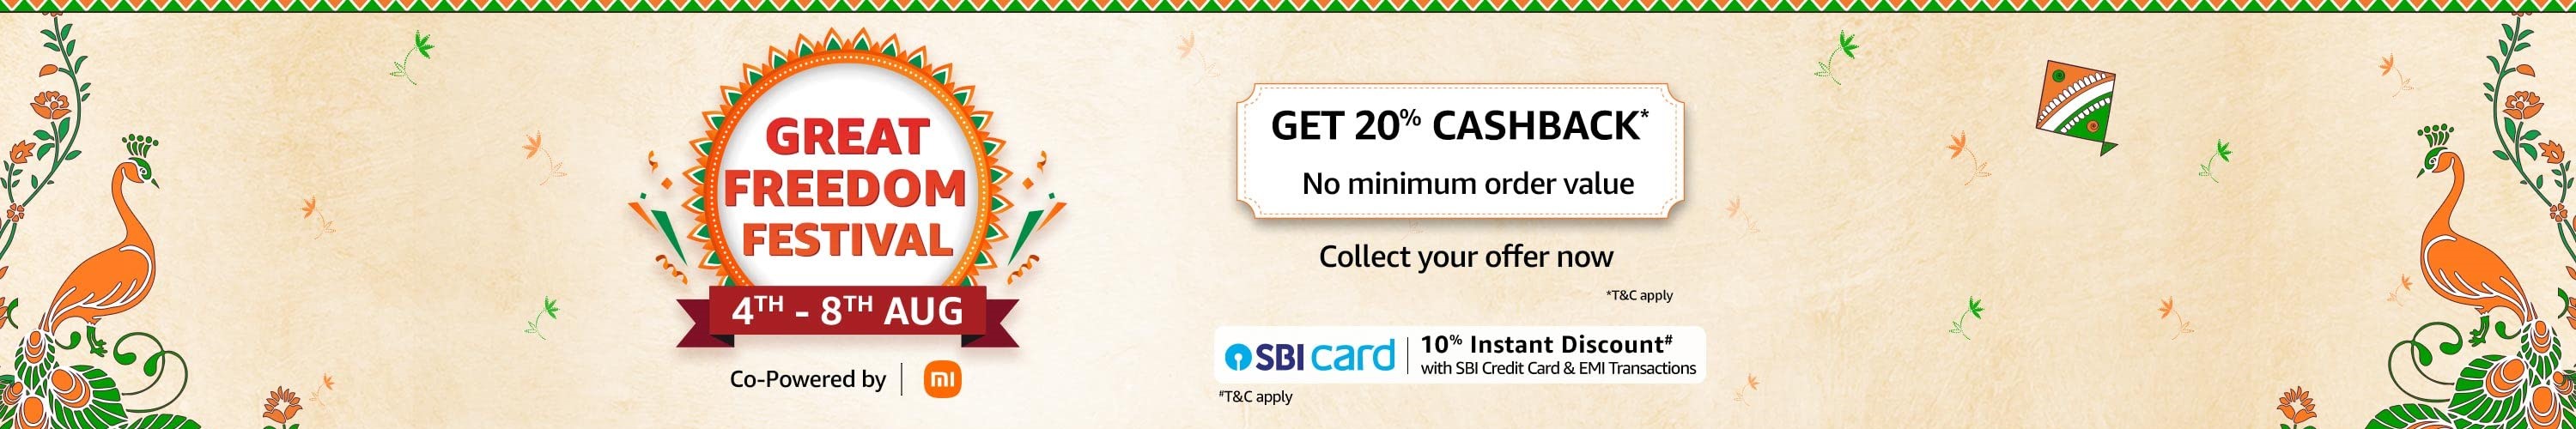 GREAT
FREEDOM
FESTIVAL
4TH - 8TH AUG
Co-Powered by | mi
GET 20% CASHBACK*
No minimum order value
Collect your offer now
*T&C apply
SBI card | 10% Instant Discount#
with SBI Credit Card & EMI Transactions
#T&C apply